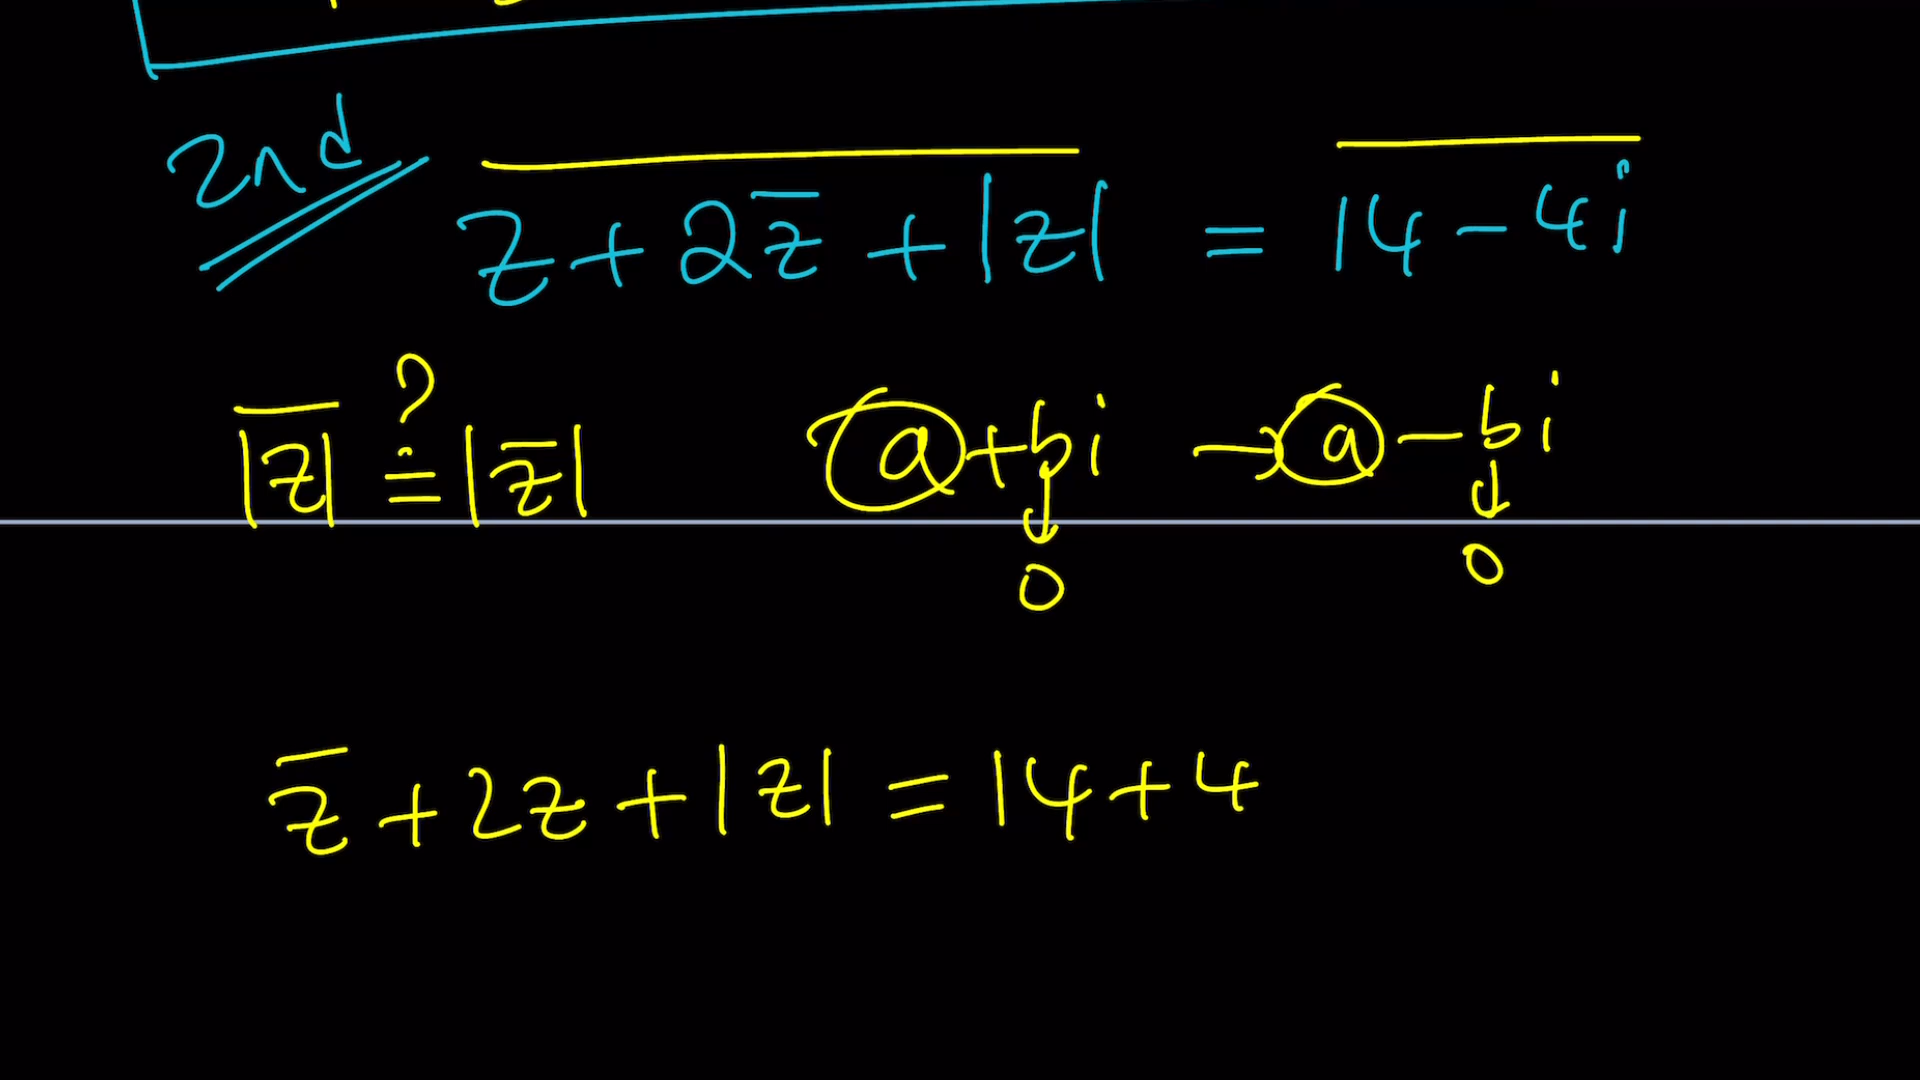 2nd z + 2z̅ + |z| = 14 - 4i
|z|̅ ≟ |z̅| a + bi → a - bi
0 0
z̅ + 2z + |z| = 14 + 4